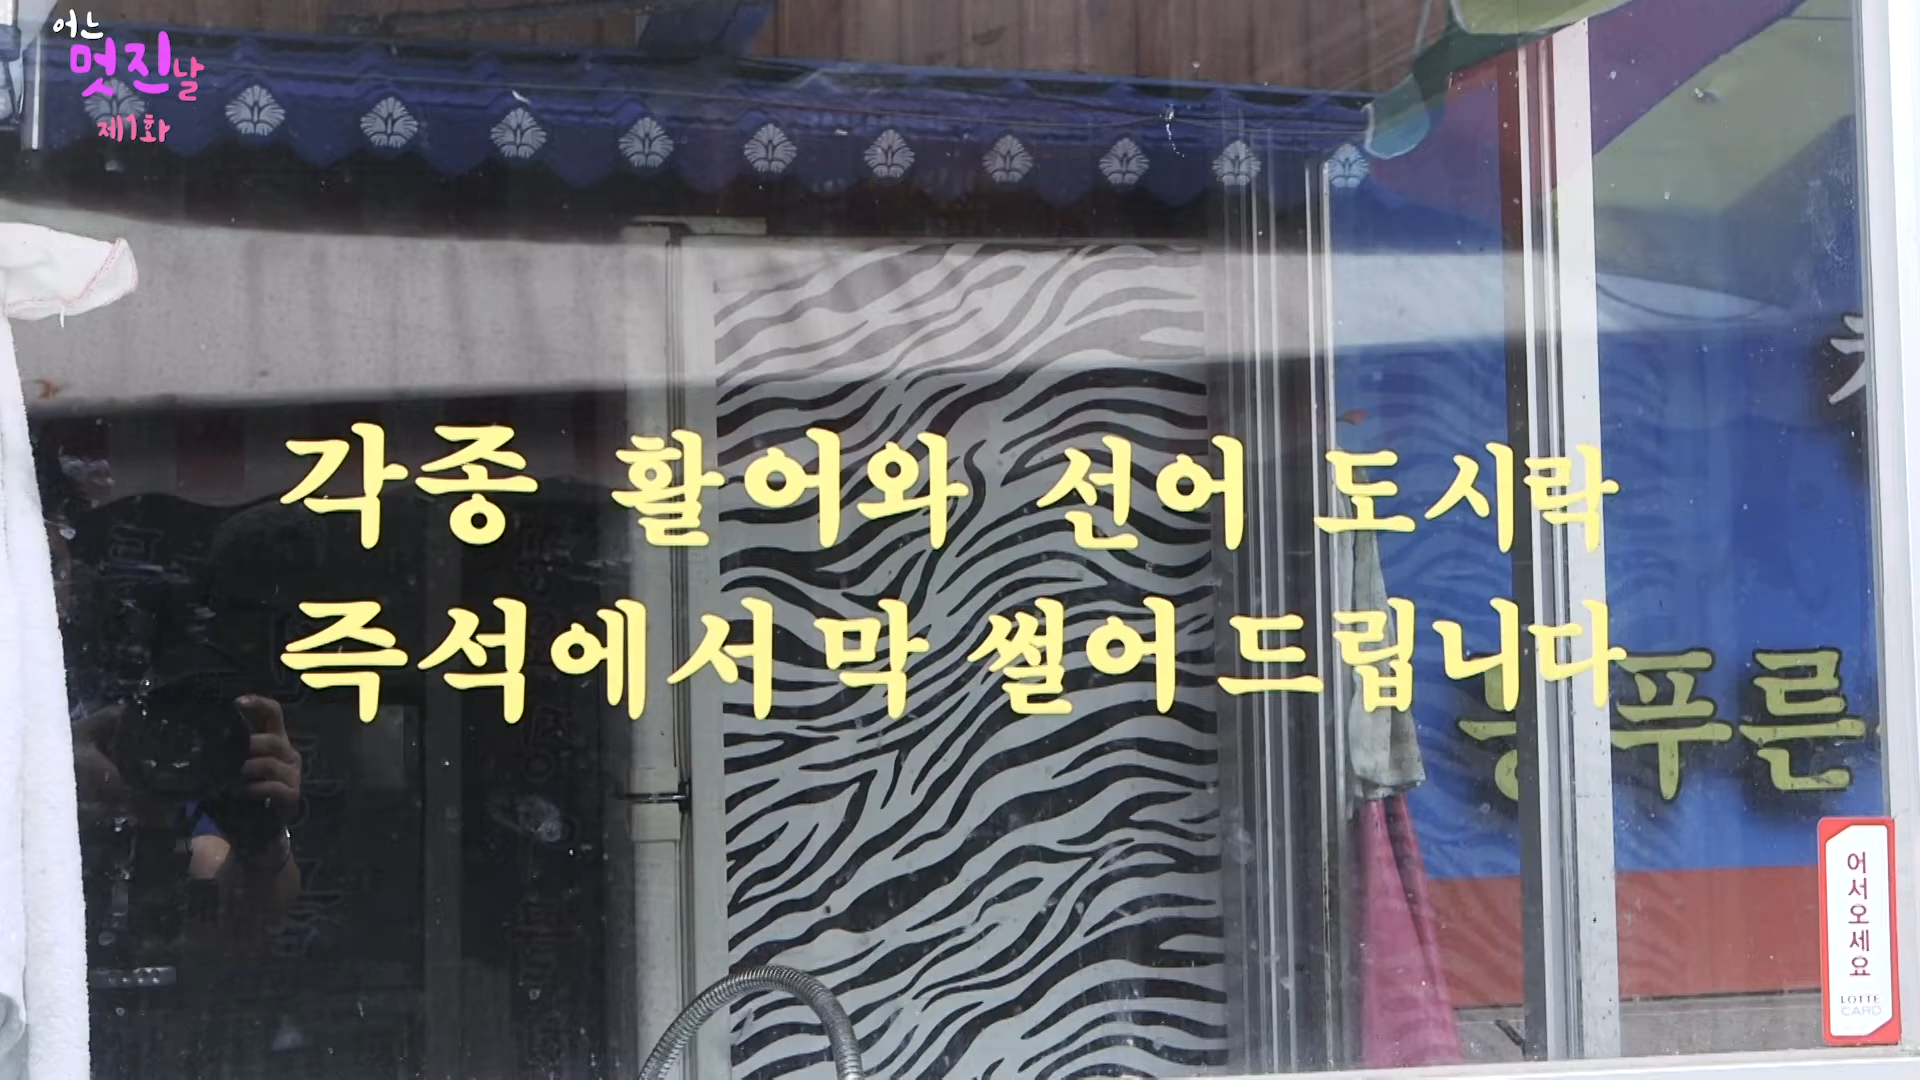 어느
멋진날
제1화
각종 활어와 선어 도시락
즉석에서 막 썰어 드립니다
푸른
어서오세요
LOTTE
CARD